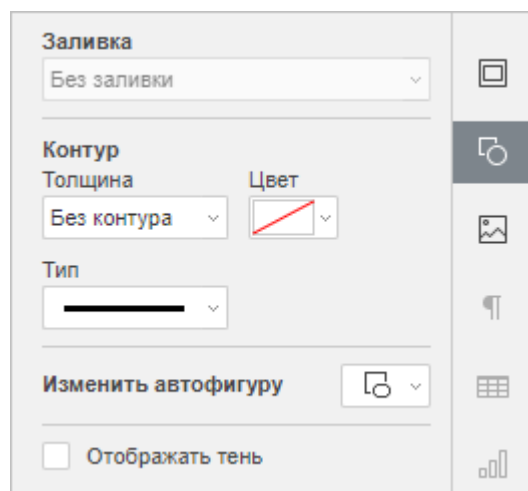 Заливка
Без заливки
Контур
Толщина Цвет
Без контура
Тип
Изменить автофигуру
Отображать тень